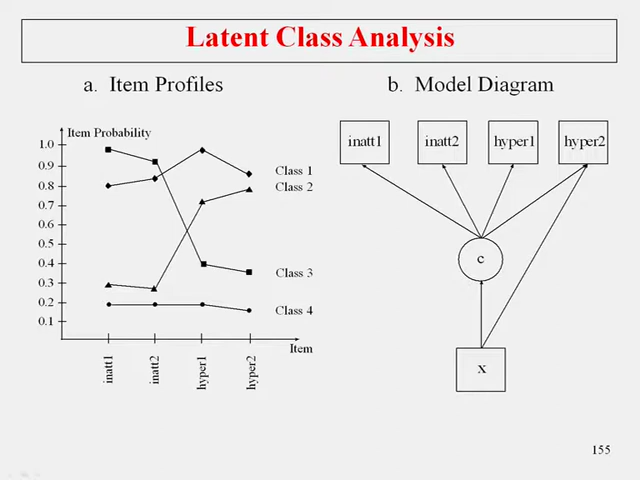 Latent Class Analysis
a. Item Profiles
Item Probability
1.0
0.9
0.8
0.7
0.6
0.5
0.4
0.3
0.2
0.1
Class 1
Class 2
Class 3
Class 4
Item
inatt1
inatt2
hyper1
hyper2
b. Model Diagram
inatt1 inatt2 hyper1 hyper2
c
x
155